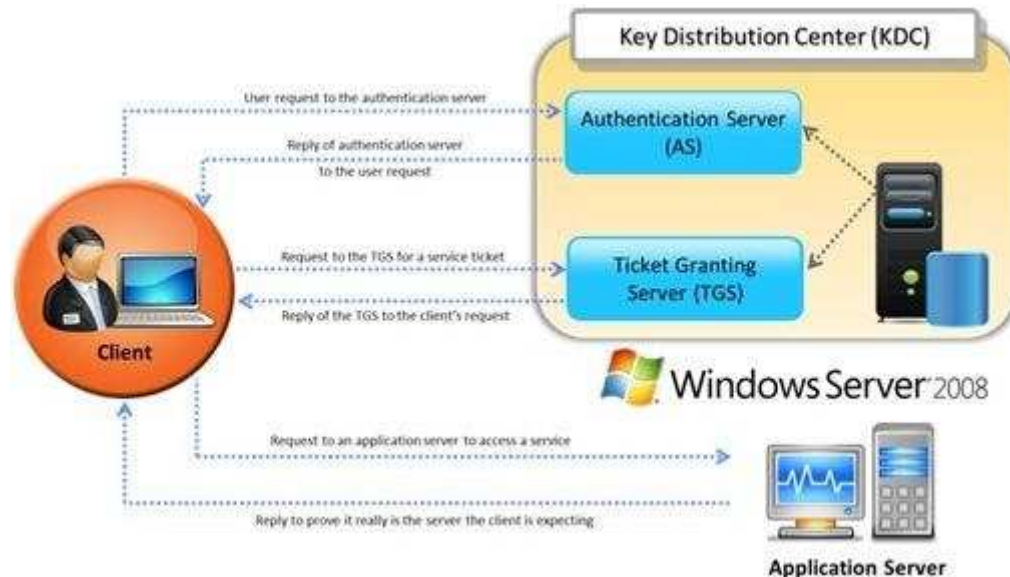 Key Distribution Center (KDC)
User request to the authentication server
Authentication Server
(AS)
Reply of authentication server
to the user request
Request to the TGS for a service ticket
Ticket Granting
Server (TGS)
Reply of the TGS to the client's request
Client
Windows Server 2008
Request to an application server to access a service
Reply to prove it really is the server the client is expecting
Application Server